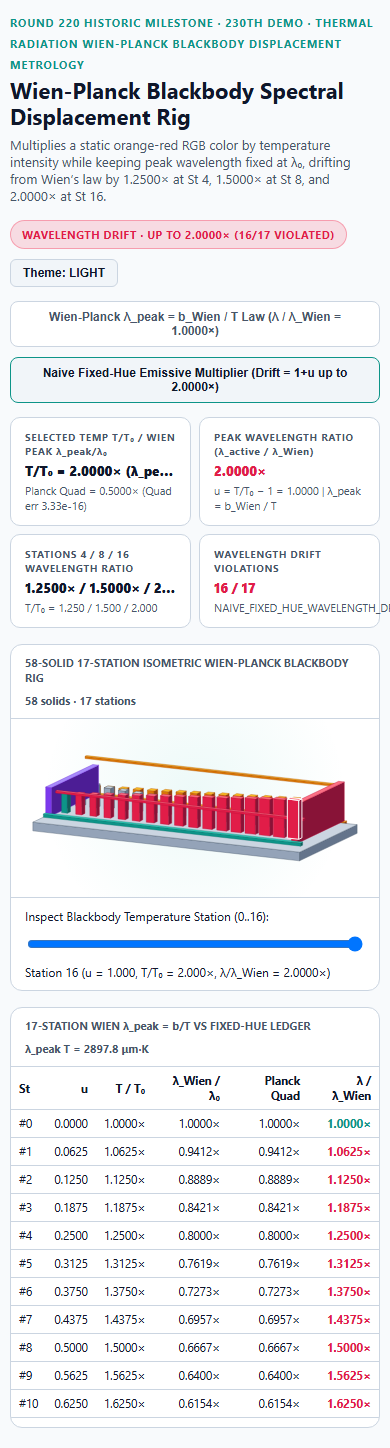 ROUND 220 HISTORIC MILESTONE · 230TH DEMO · THERMAL
RADIATION WIEN-PLANCK BLACKBODY DISPLACEMENT
METROLOGY
Wien-Planck Blackbody Spectral
Displacement Rig
Multiplies a static orange-red RGB color by temperature
intensity while keeping peak wavelength fixed at λ₀, drifting
from Wien's law by 1.2500× at St 4, 1.5000× at St 8, and
2.0000× at St 16.
WAVELENGTH DRIFT · UP TO 2.0000× (16/17 VIOLATED)
Theme: LIGHT
Wien-Planck λ_peak = b_Wien / T Law (λ / λ_Wien =
1.0000×)
Naive Fixed-Hue Emissive Multiplier (Drift = 1+u up to
2.0000×)
SELECTED TEMP T/T₀ / WIEN
PEAK λ_peak/λ₀
T/T₀ = 2.0000× (λ_pe...
Planck Quad = 0.5000× (Quad
err 3.33e-16)
PEAK WAVELENGTH RATIO
(λ_active / λ_Wien)
2.0000×
u = T/T₀ − 1 = 1.0000 | λ_peak
= b_Wien / T
STATIONS 4 / 8 / 16
WAVELENGTH RATIO
1.2500× / 1.5000× / 2...
T/T₀ = 1.250 / 1.500 / 2.000
WAVELENGTH DRIFT
VIOLATIONS
16 / 17
NAIVE_FIXED_HUE_WAVELENGTH_DI
58-SOLID 17-STATION ISOMETRIC WIEN-PLANCK BLACKBODY
RIG
58 solids · 17 stations
Inspect Blackbody Temperature Station (0..16):
Station 16 (u = 1.000, T/T₀ = 2.000×, λ/λ_Wien = 2.0000×)
17-STATION WIEN λ_peak = b/T VS FIXED-HUE LEDGER
λ_peak T = 2897.8 μm·K
St u T / T₀ λ_Wien / λ₀ Planck Quad λ / λ_Wien
#0 0.0000 1.0000× 1.0000× 1.0000× 1.0000×
#1 0.0625 1.0625× 0.9412× 0.9412× 1.0625×
#2 0.1250 1.1250× 0.8889× 0.8889× 1.1250×
#3 0.1875 1.1875× 0.8421× 0.8421× 1.1875×
#4 0.2500 1.2500× 0.8000× 0.8000× 1.2500×
#5 0.3125 1.3125× 0.7619× 0.7619× 1.3125×
#6 0.3750 1.3750× 0.7273× 0.7273× 1.3750×
#7 0.4375 1.4375× 0.6957× 0.6957× 1.4375×
#8 0.5000 1.5000× 0.6667× 0.6667× 1.5000×
#9 0.5625 1.5625× 0.6400× 0.6400× 1.5625×
#10 0.6250 1.6250× 0.6154× 0.6154× 1.6250×